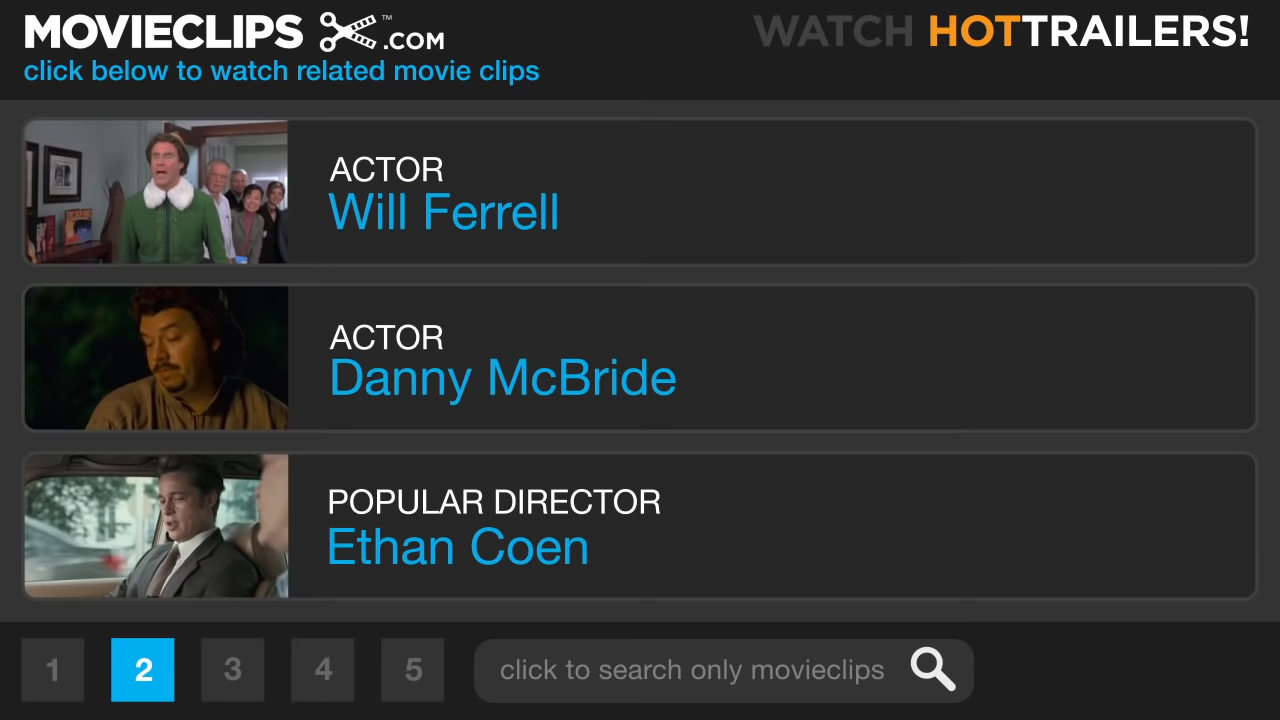 MOVIECLIPS ™ .COM
WATCH HOTTRAILERS!
click below to watch related movie clips
ACTOR
Will Ferrell
ACTOR
Danny McBride
POPULAR DIRECTOR
Ethan Coen
1 2 3 4 5 click to search only movieclips